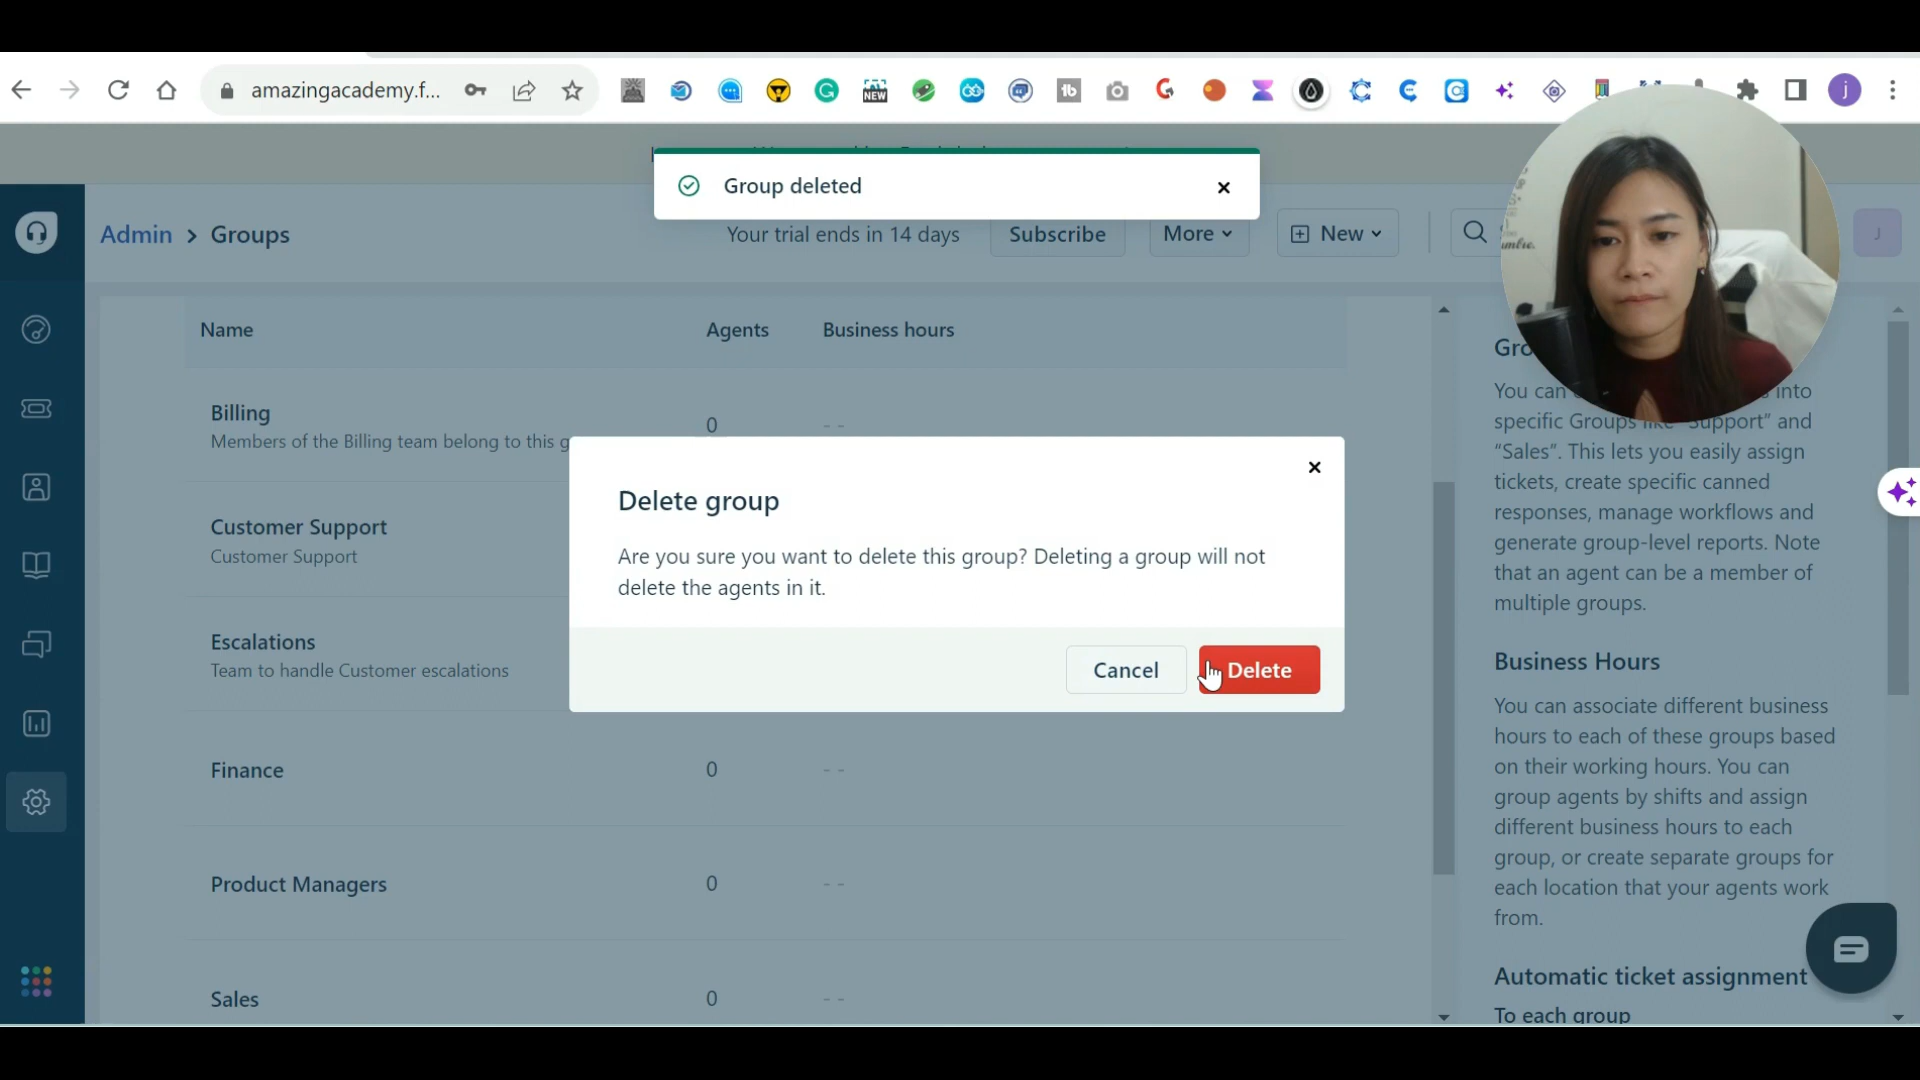 amazingacademy.f...
NEW
1b
j
Group deleted
Admin > Groups
Your trial ends in 14 days
Subscribe
More
New
J
Name
Agents
Business hours
Billing
Members of the Billing team belong to this g
0
- -
Customer Support
Customer Support
Escalations
Team to handle Customer escalations
Finance
0
- -
Product Managers
0
- -
Sales
0
- -
Delete group
Are you sure you want to delete this group? Deleting a group will not
delete the agents in it.
Cancel
Delete
Gro
You can into
specific Groups like "Support" and
“Sales”. This lets you easily assign
tickets, create specific canned
responses, manage workflows and
generate group-level reports. Note
that an agent can be a member of
multiple groups.
Business Hours
You can associate different business
hours to each of these groups based
on their working hours. You can
group agents by shifts and assign
different business hours to each
group, or create separate groups for
each location that your agents work
from.
Automatic ticket assignment
To each group